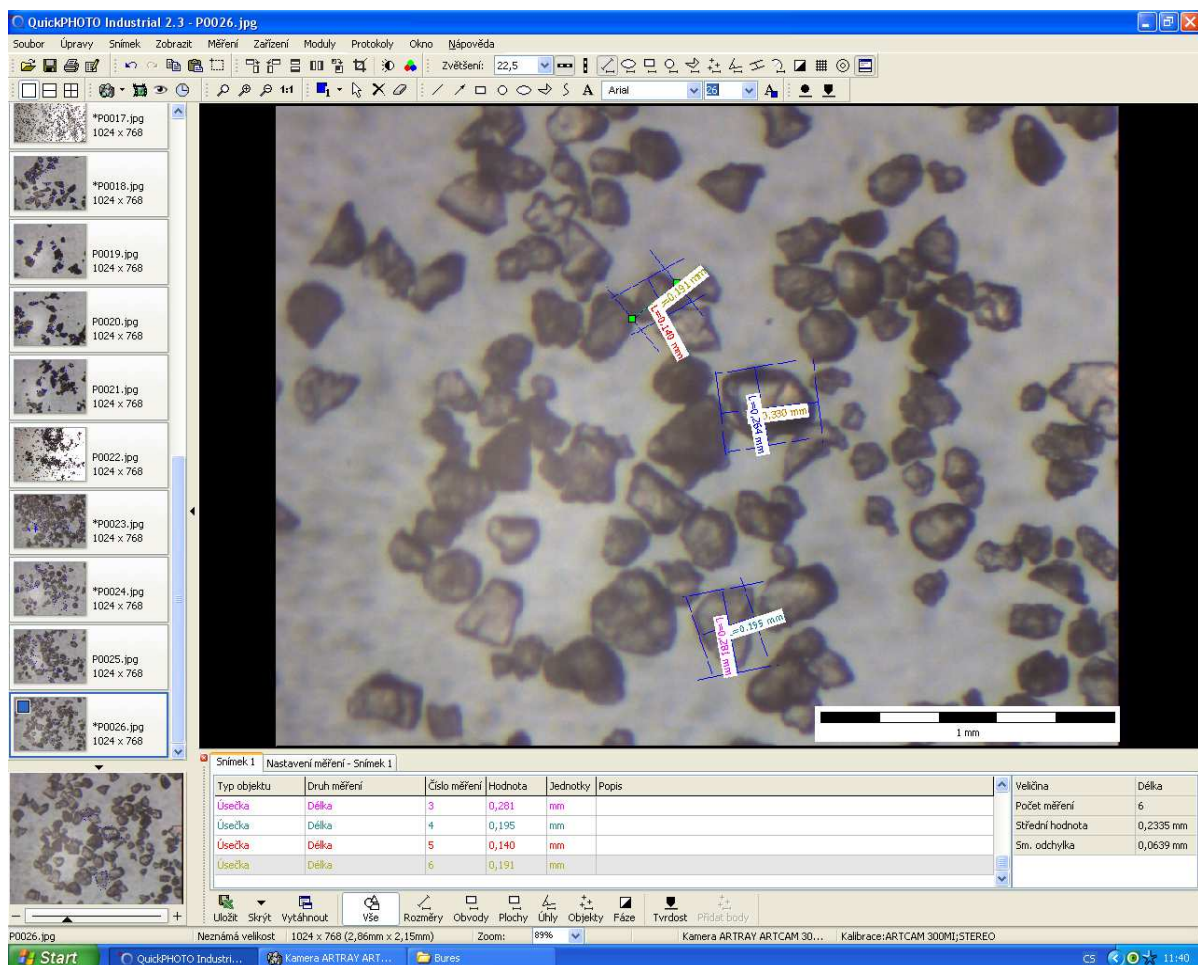 QuickPHOTO Industrial 2.3 - P0026.jpg
Soubor Úpravy Snímek Zobrazit Měření Zařízení Moduly Protokoly Okno Nápověda
Zvětšení: 22,5
1:1 1 A Arial 26 A
*P0017.jpg
1024 x 768
*P0018.jpg
1024 x 768
P0019.jpg
1024 x 768
P0020.jpg
1024 x 768
P0021.jpg
1024 x 768
P0022.jpg
1024 x 768
*P0023.jpg
1024 x 768
*P0024.jpg
1024 x 768
P0025.jpg
1024 x 768
*P0026.jpg
1024 x 768
=0.191 mm
L=0.140 mm
0,330 mm
L=0,264 mm
L=0.195 mm
L=0,281 mm
1 mm
Snímek 1 Nastavení měření - Snímek 1
Typ objektu Druh měření Číslo měření Hodnota Jednotky Popis
Úsečka Délka 3 0,281 mm
Úsečka Délka 4 0,195 mm
Úsečka Délka 5 0,140 mm
Úsečka Délka 6 0,191 mm
Veličina Délka
Počet měření 6
Střední hodnota 0,2335 mm
Sm. odchylka 0,0639 mm
Uložit Skrýt Vytáhnout Vše Rozměry Obvody Plochy Úhly Objekty Fáze Tvrdost Přidat body
P0026.jpg Neznámá velikost 1024 x 768 (2,86mm x 2,15mm) Zoom: 89% Kamera ARTRAY ARTCAM 30... Kalibrace:ARTCAM 300MI;STEREO
Start QuickPHOTO Industri... Kamera ARTRAY ART... Bures CS 11:40